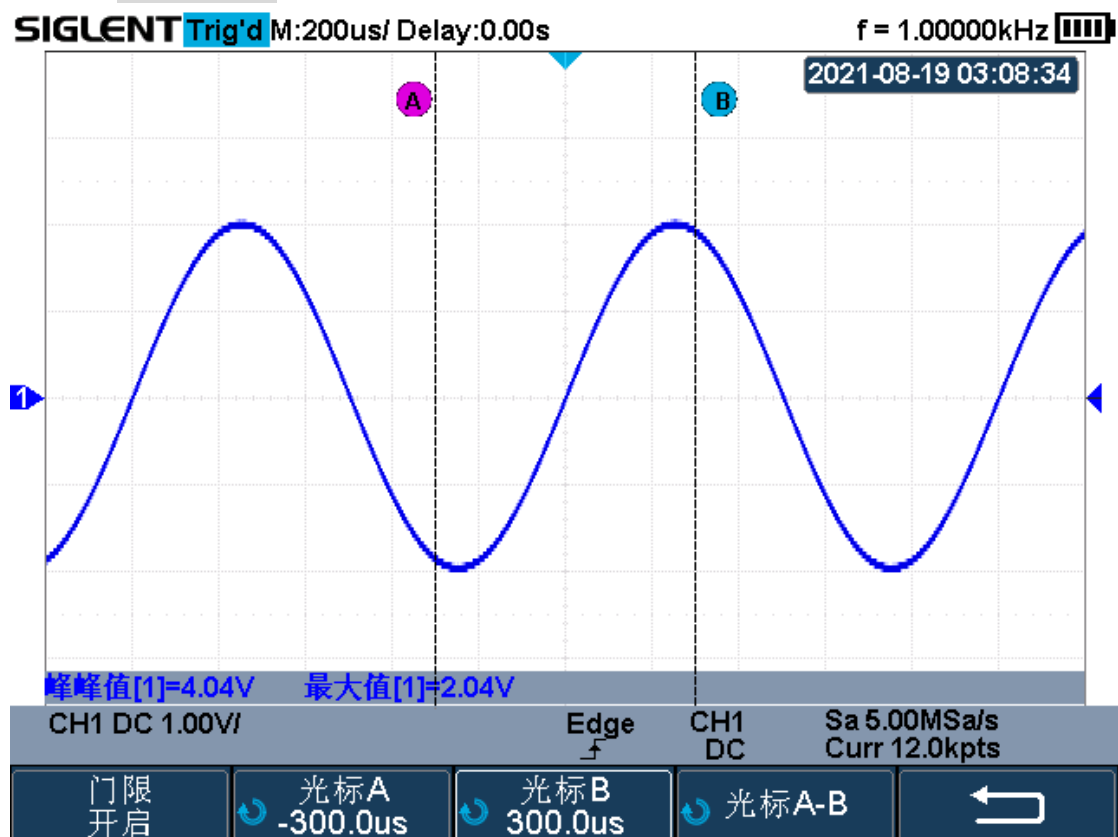 SIGLENT Trig'd M:200us/ Delay:0.00s f = 1.00000kHz
2021-08-19 03:08:34
A B
1
峰峰值[1]=4.04V 最大值[1]=2.04V
CH1 DC 1.00V/ Edge CH1 Sa 5.00MSa/s
DC Curr 12.0kpts
门限 光标A 光标B 光标A-B
开启 -300.0us 300.0us